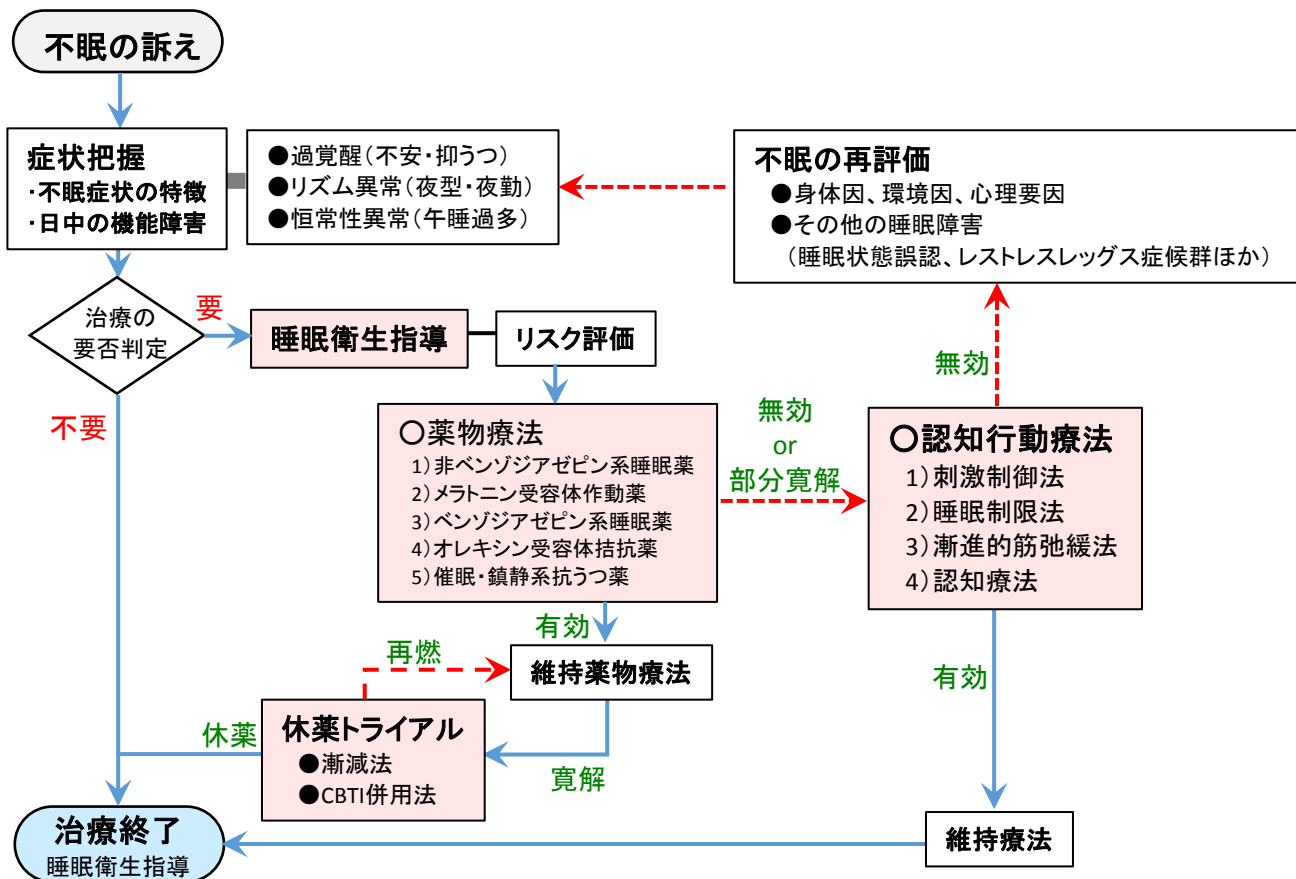 不眠の訴え
症状把握
・不眠症状の特徴
・日中の機能障害
●過覚醒(不安・抑うつ)
●リズム異常(夜型・夜勤)
●恒常性異常(午睡過多)
不眠の再評価
●身体因、環境因、心理要因
●その他の睡眠障害
(睡眠状態誤認、レストレスレッグス症候群ほか)
治療の
要否判定
要
睡眠衛生指導
リスク評価
不要
〇薬物療法
1)非ベンゾジアゼピン系睡眠薬
2)メラトニン受容体作動薬
3)ベンゾジアゼピン系睡眠薬
4)オレキシン受容体拮抗薬
5)催眠・鎮静系抗うつ薬
無効
or
部分寛解
無効
〇認知行動療法
1)刺激制御法
2)睡眠制限法
3)漸進的筋弛緩法
4)認知療法
有効
再燃
維持薬物療法
有効
休薬
休薬トライアル
●漸減法
●CBTI併用法
寛解
治療終了
睡眠衛生指導
維持療法